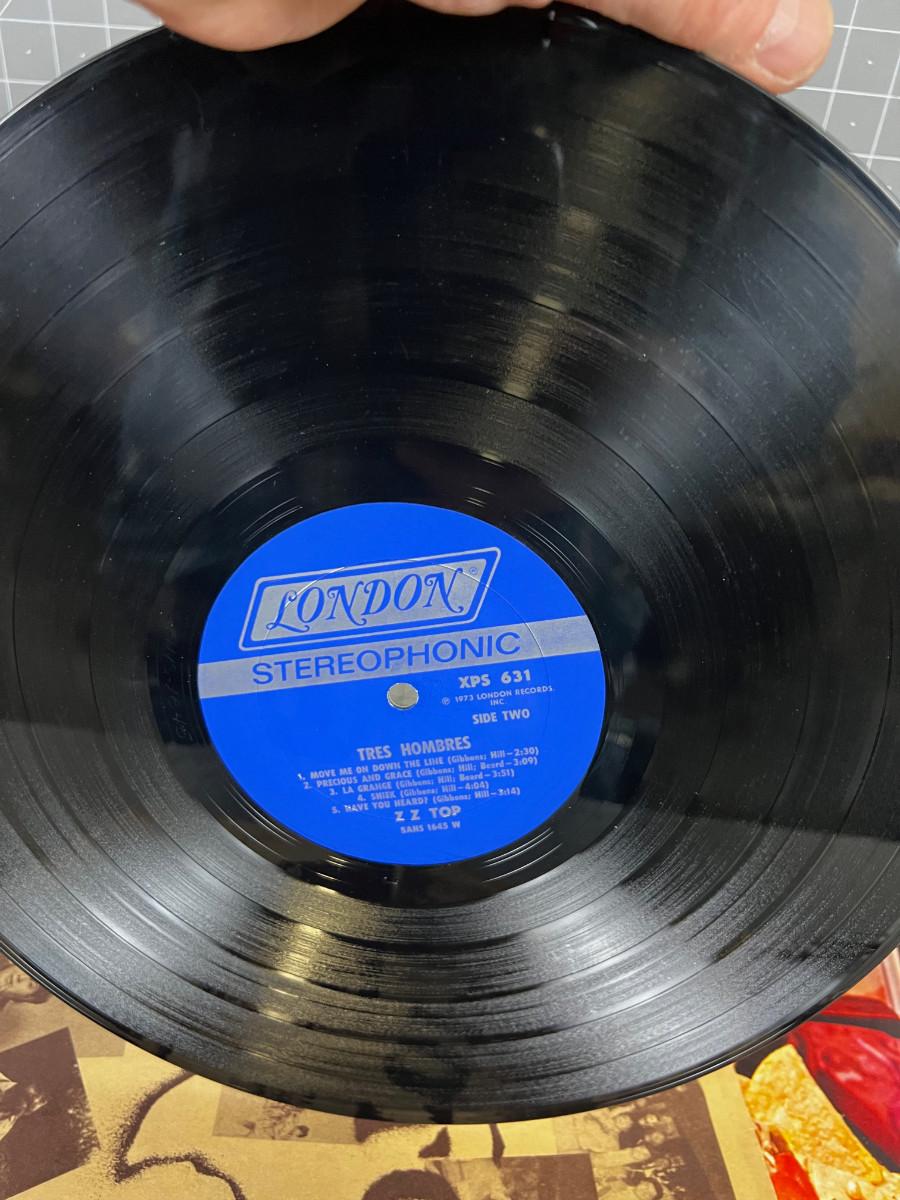 LONDON®
STEREOPHONIC
XPS 631
℗ 1973 LONDON RECORDS,
INC.
SIDE TWO
TRES HOMBRES
1. MOVE ME ON DOWN THE LINE (Gibbons; Hill—2:30)
2. PRECIOUS AND GRACE (Gibbons; Hill; Beard—3:09)
3. LA GRANGE (Gibbons; Hill; Beard—3:51)
4. SHIEK (Gibbons; Hill—4:04)
5. HAVE YOU HEARD? (Gibbons; Hill—3:14)
Z Z TOP
5AHS 1645 W